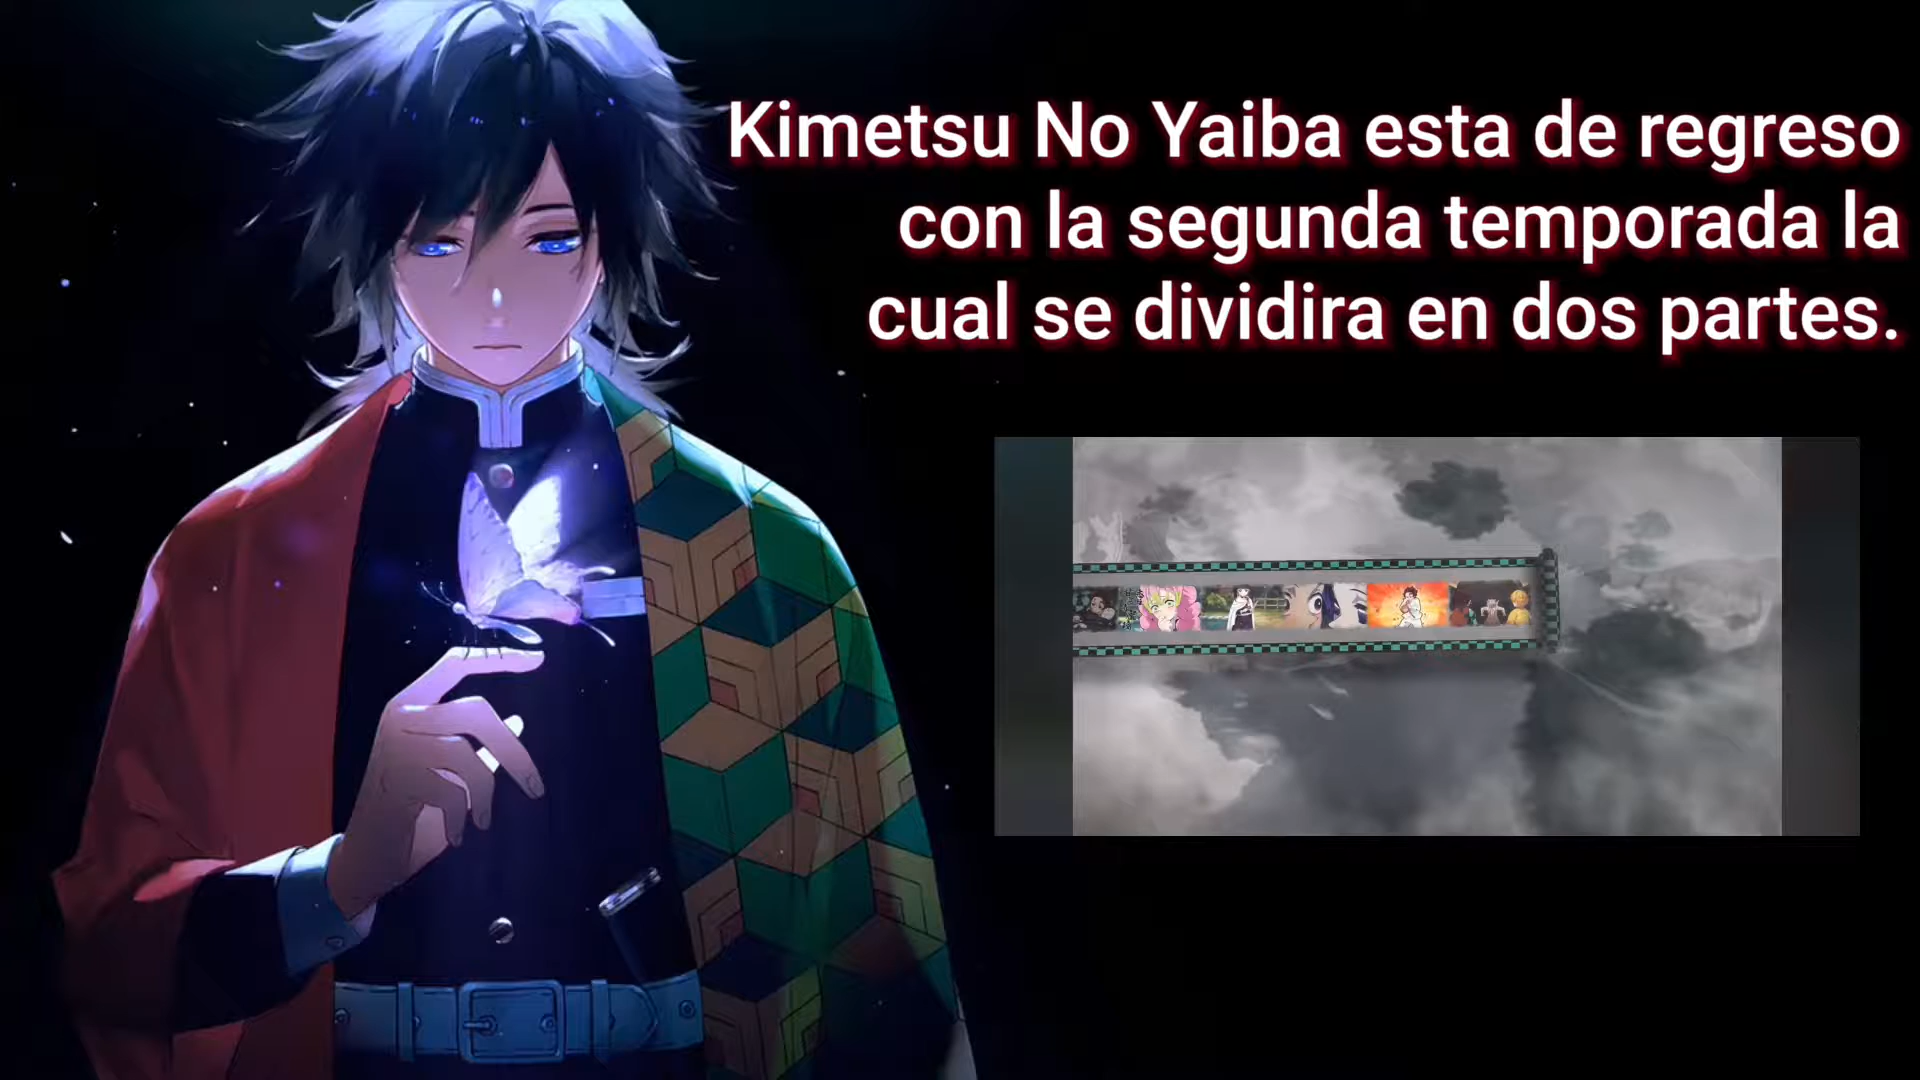 Kimetsu No Yaiba esta de regreso
con la segunda temporada la
cual se dividira en dos partes.